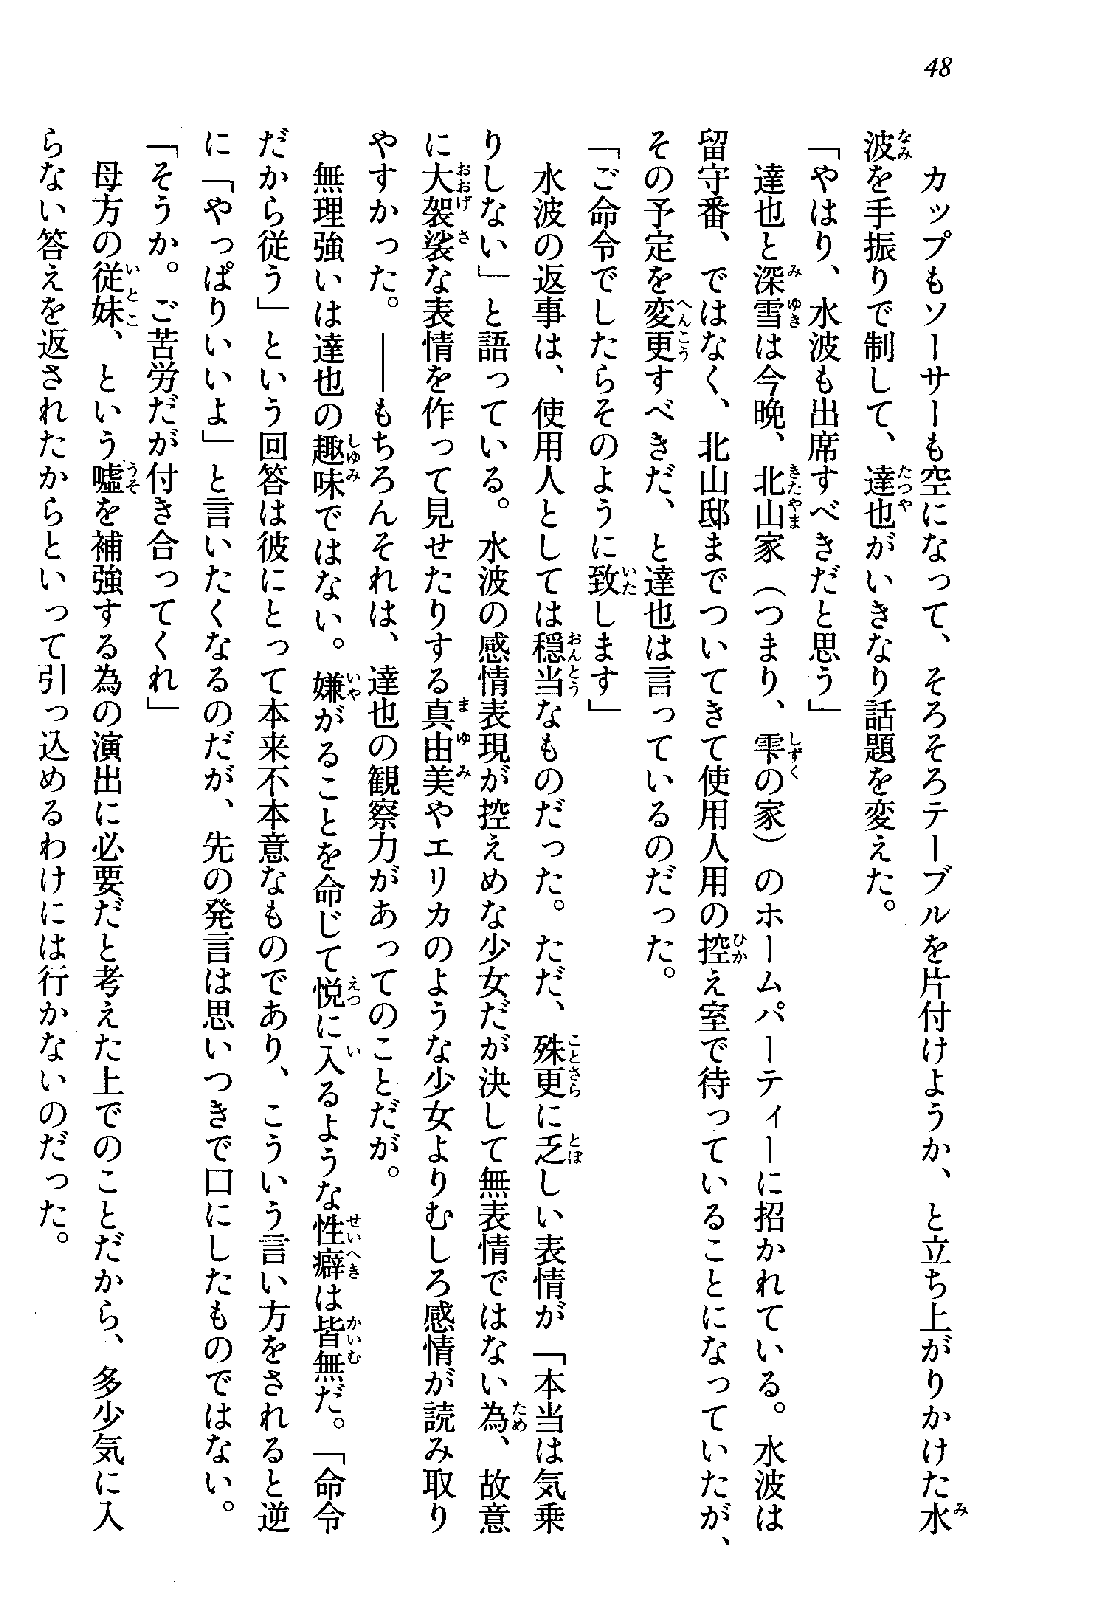 48
カップもソーサーも空になって、そろそろテーブルを片付けようか、と立ち上がりかけた水
波を手振りで制して、達也がいきなり話題を変えた。
「やはり、水波も出席すべきだと思う」
達也と深雪は今晩、北山家（つまり、雫の家）のホームパーティーに招かれている。水波は
留守番、ではなく、北山邸までついてきて使用人用の控え室で待っていることになっていたが、
その予定を変更すべきだ、と達也は言っているのだった。
「ご命令でしたらそのように致します」
水波の返事は、使用人としては穏当なものだった。ただ、殊更に乏しい表情が「本当は気乗
りしない」と語っている。水波の感情表現が控えめな少女だが決して無表情ではない為、故意
に大袈裟な表情を作って見せたりする真由美やエリカのような少女よりむしろ感情が読み取り
やすかった。――もちろんそれは、達也の観察力があってのことだが。
無理強いは達也の趣味ではない。嫌がることを命じて悦に入るような性癖は皆無だ。「命令
だから従う」という回答は彼にとって本来不本意なものであり、こういう言い方をされると逆
に「やっぱりいいよ」と言いたくなるのだが、先の発言は思いつきで口にしたものではない。
「そうか。ご苦労だが付き合ってくれ」
母方の従妹、という嘘を補強する為の演出に必要だと考えた上でのことだから、多少気に入
らない答えを返されたからといって引っ込めるわけには行かないのだった。